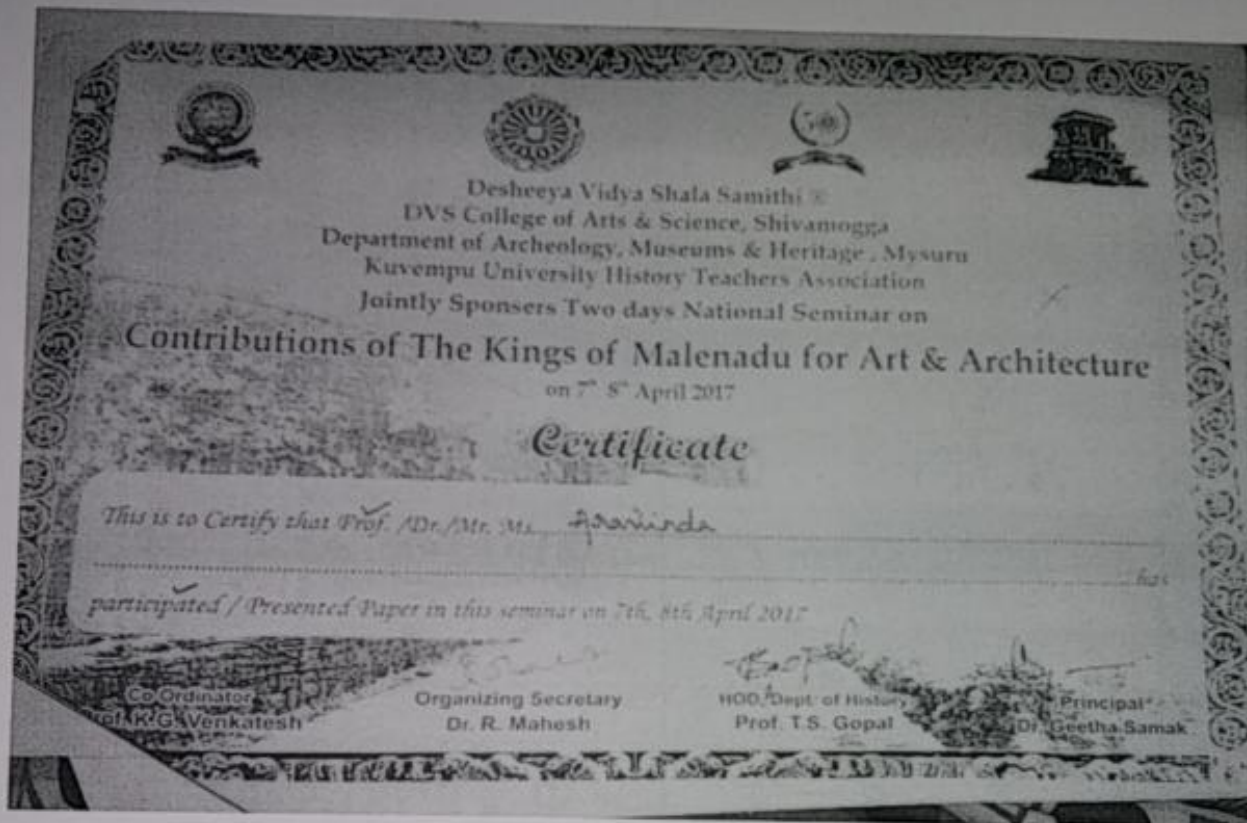 Desheeya Vidya Shala Samithi ®
DVS College of Arts & Science, Shivamogga
Department of Archeology, Museums & Heritage , Mysuru
Kuvempu University History Teachers Association
Jointly Sponsers Two days National Seminar on
Contributions of The Kings of Malenadu for Art & Architecture
on 7th 8th April 2017
Certificate
This is to Certify that Prof. /Dr./Mr. Ms. Aravinda
has
participated / Presented Paper in this seminar on 7th, 8th April 2017
Co Ordinator Organizing Secretary HOD, Dept. of History Principal
Prof. K.G. Venkatesh Dr. R. Mahesh Prof. T.S. Gopal Dr. Geetha Samak